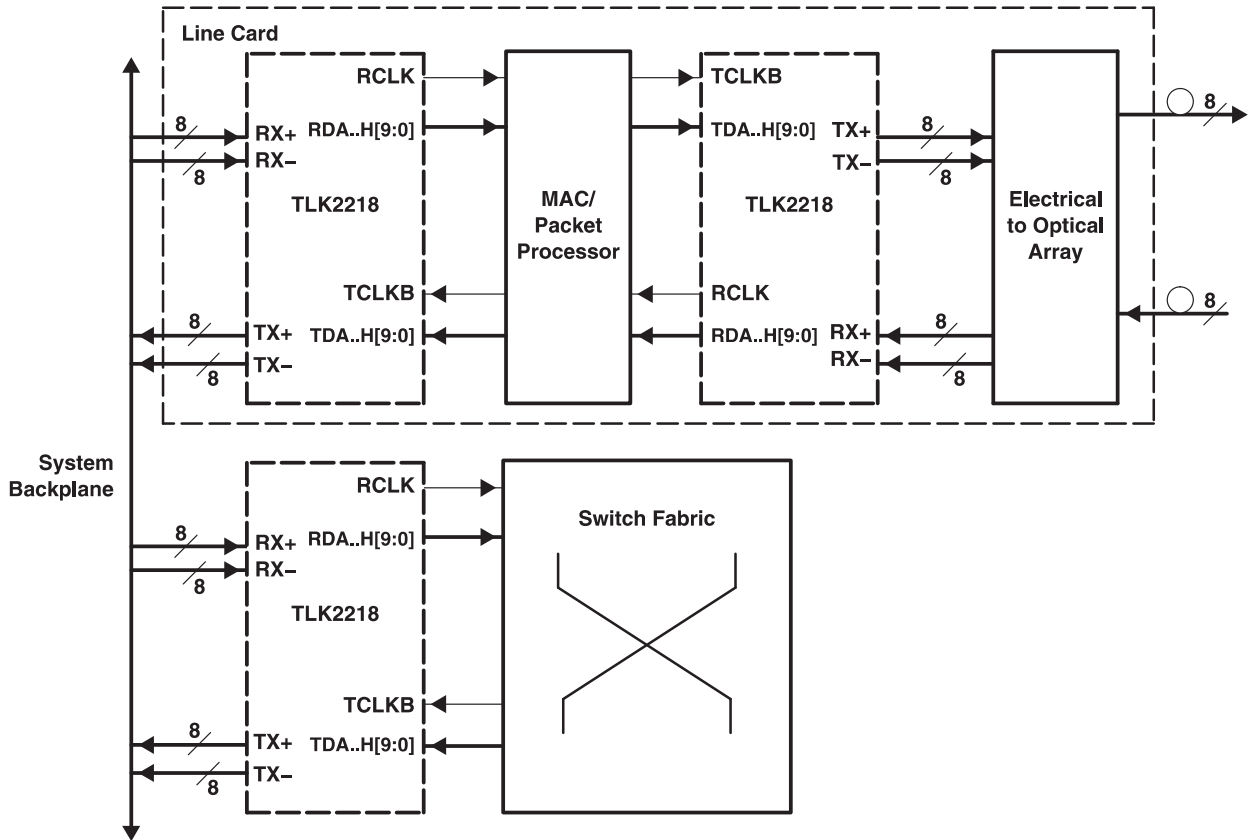 Line Card
RCLK
TCLKB
8
RX+
RDA..H[9:0]
TDA..H[9:0]
TX+
8
8
RX–
8
TX–
8
TLK2218
MAC/
Packet
Processor
TLK2218
Electrical
to Optical
Array
TCLKB
RCLK
8
8
TX+
TDA..H[9:0]
RDA..H[9:0]
RX+
8
TX–
8
RX–
8
System
Backplane
RCLK
Switch Fabric
8
RX+
RDA..H[9:0]
RX–
8
TLK2218
TCLKB
8
TX+
TDA..H[9:0]
TX–
8